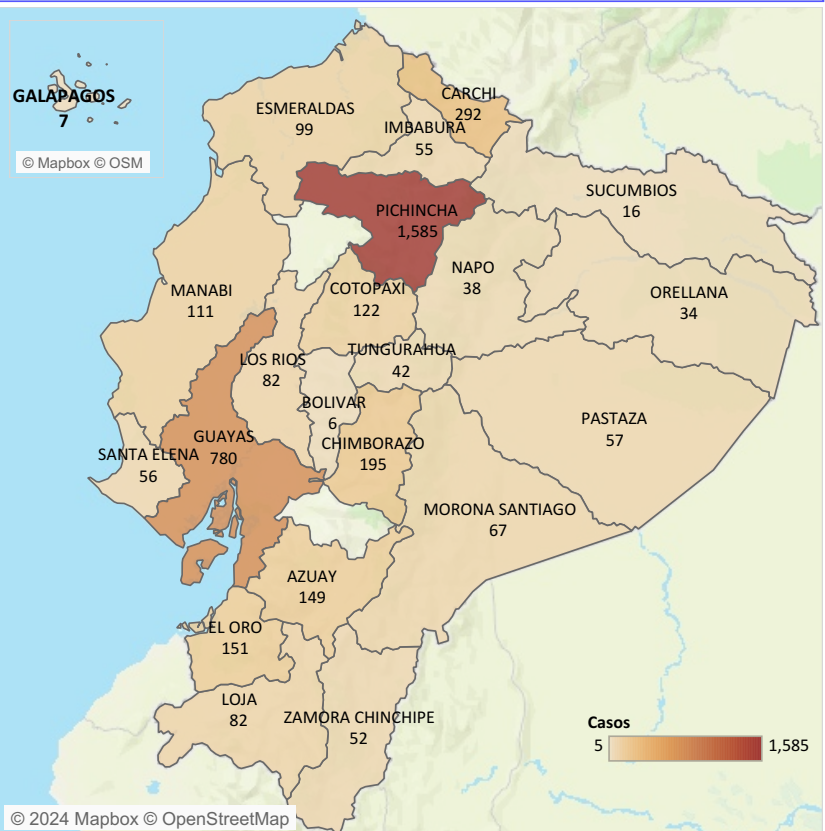 GALAPAGOS
7
© Mapbox © OSM
ESMERALDAS
99
CARCHI
292
IMBABURA
55
SUCUMBIOS
16
PICHINCHA
1,585
NAPO
38
ORELLANA
34
MANABI
111
COTOPAXI
122
TUNGURAHUA
42
LOS RIOS
82
BOLIVAR
6
PASTAZA
57
GUAYAS
780
CHIMBORAZO
195
SANTA ELENA
56
MORONA SANTIAGO
67
AZUAY
149
EL ORO
151
LOJA
82
ZAMORA CHINCHIPE
52
Casos
5 1,585
© 2024 Mapbox © OpenStreetMap